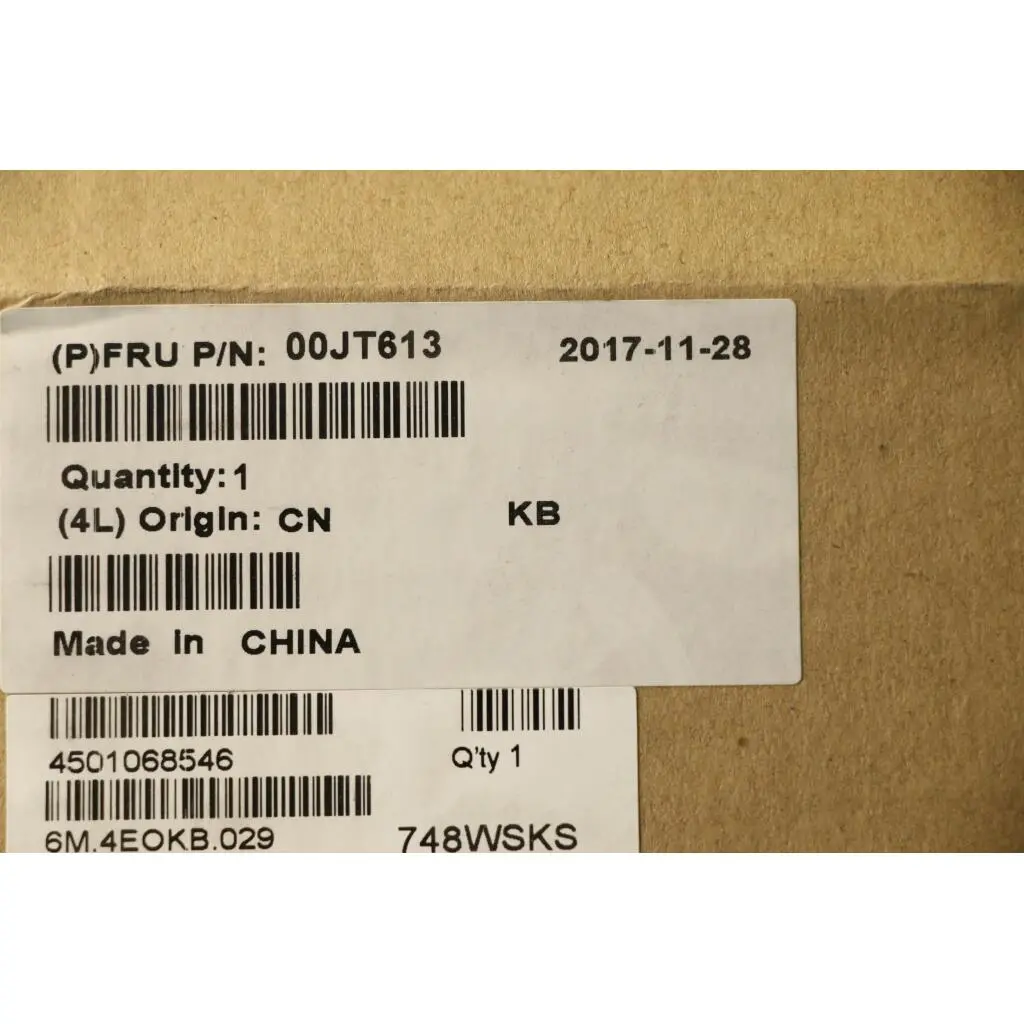 (P)FRU P/N: 00JT613 2017-11-28
Quantity: 1
(4L) Origin: CN KB
Made in CHINA
4501068546 Q'ty 1
6M.4EOKB.029 748WSKS